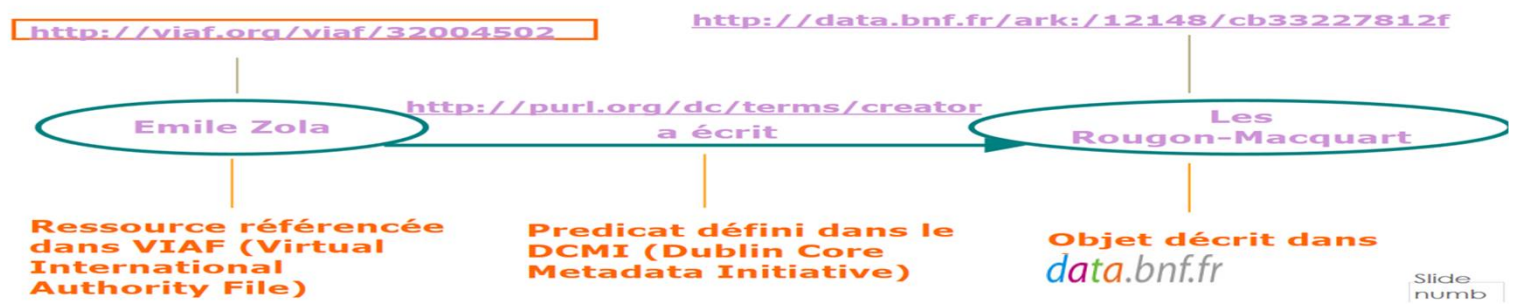 http://viaf.org/viaf/32004502
http://data.bnf.fr/ark:/12148/cb33227812f
Emile Zola
http://purl.org/dc/terms/creator
a écrit
Les
Rougon-Macquart
Ressource référencée
dans VIAF (Virtual
International
Authority File)
Predicat défini dans le
DCMI (Dublin Core
Metadata Initiative)
Objet décrit dans
data.bnf.fr
Slide
numb